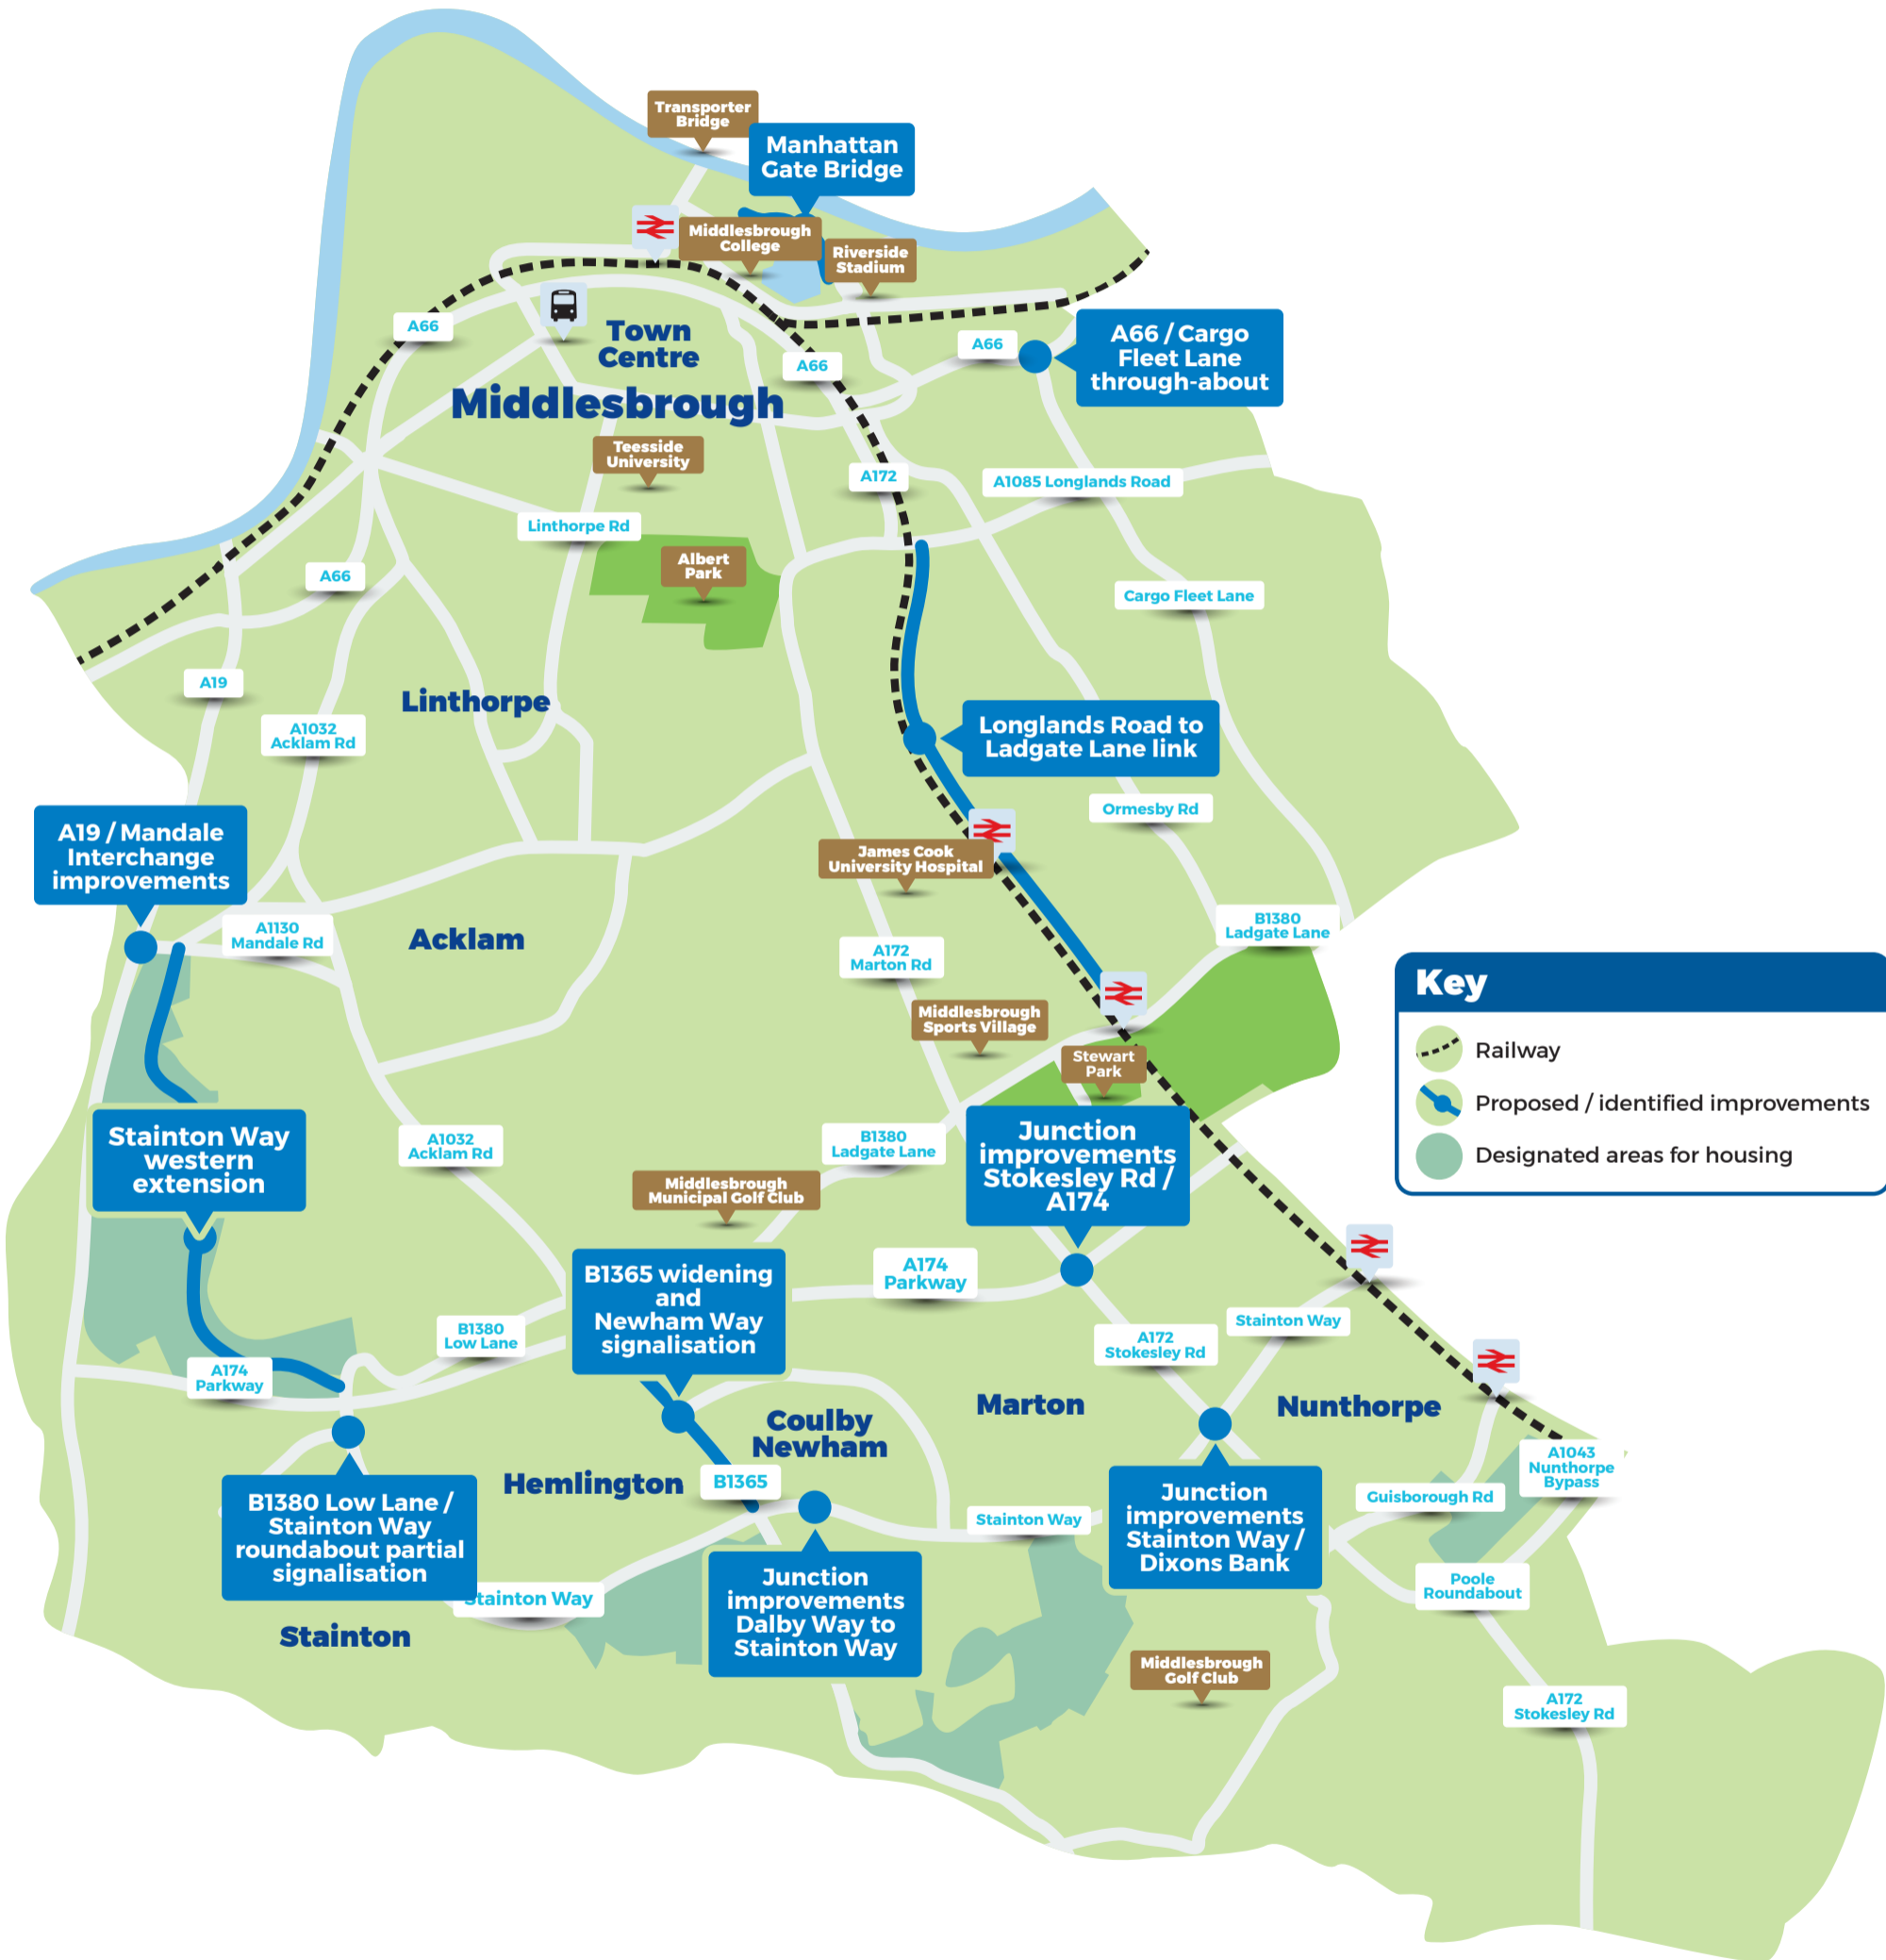 Transporter
Bridge
Manhattan
Gate Bridge
Middlesbrough
College
Riverside
Stadium
A66
Town
Centre
A66
A66
A66 / Cargo
Fleet Lane
through-about
Middlesbrough
Teesside
University
A172
A1085 Longlands Road
Linthorpe Rd
Albert
Park
A66
Cargo Fleet Lane
A19
Linthorpe
A1032
Acklam Rd
Longlands Road to
Ladgate Lane link
Ormesby Rd
A19 / Mandale
Interchange
improvements
James Cook
University Hospital
A1130
Mandale Rd
Acklam
B1380
Ladgate Lane
A172
Marton Rd
Middlesbrough
Sports Village
Stewart
Park
Key
Railway
Proposed / identified improvements
Designated areas for housing
Stainton Way
western
extension
A1032
Acklam Rd
B1380
Ladgate Lane
Junction
improvements
Stokesley Rd /
A174
Middlesbrough
Municipal Golf Club
B1365 widening
and
Newham Way
signalisation
A174
Parkway
B1380
Low Lane
A172
Stokesley Rd
Stainton Way
A174
Parkway
Marton
Nunthorpe
Coulby
Newham
Hemlington
B1365
A1043
Nunthorpe
Bypass
Guisborough Rd
B1380 Low Lane /
Stainton Way
roundabout partial
signalisation
Stainton Way
Junction
improvements
Stainton Way /
Dixons Bank
Poole
Roundabout
Stainton Way
Junction
improvements
Dalby Way to
Stainton Way
Stainton
Middlesbrough
Golf Club
A172
Stokesley Rd